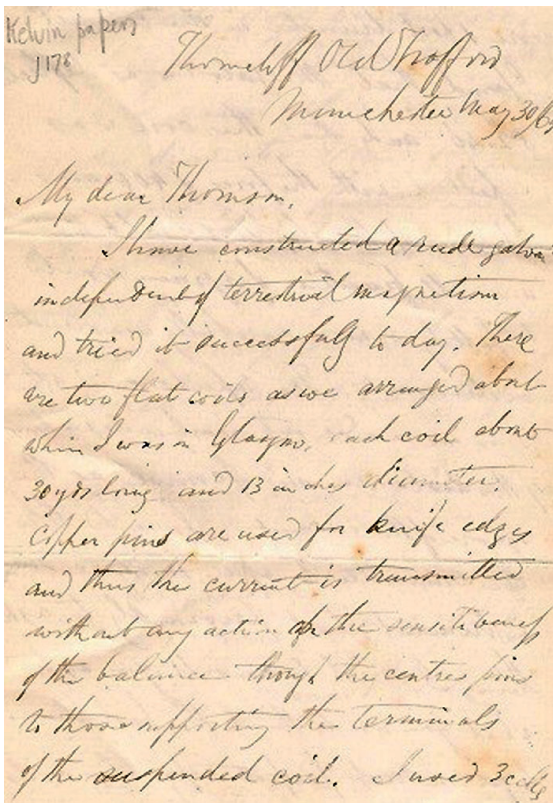 Kelvin papers
J178
Thorncliff Old Trafford
Manchester May 30/6
My dear Thomson,
I have constructed a rude galva
independent of terrestrial magnetism
and tried it successfully to day. There
are two flat coils as we arranged about
when I was in Glasgow, each coil about
30 yds long and 13 inches diameter.
Copper pins are used for knife edges
and thus the current is transmitted
without any action on the sensitiveness
of the balance though the centres pins
to those supporting the terminals
of the suspended coil. I used 3 cells